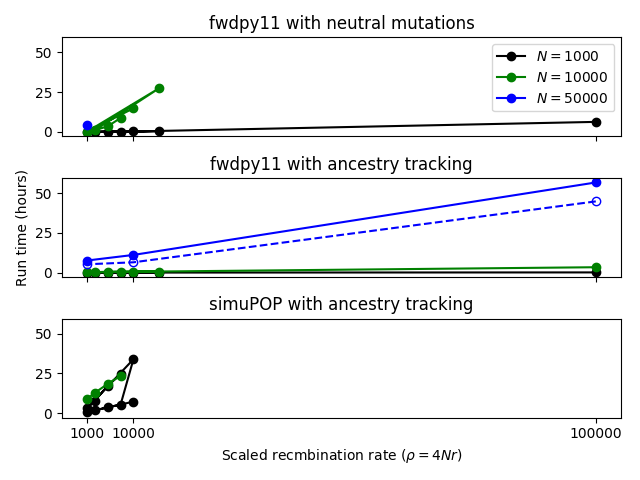 fwdpy11 with neutral mutations
50
25
0
N = 1000
N = 10000
N = 50000
fwdpy11 with ancestry tracking
50
25
0
Run time (hours)
simuPOP with ancestry tracking
50
25
0
1000 10000 100000
Scaled recmbination rate (ρ = 4Nr)